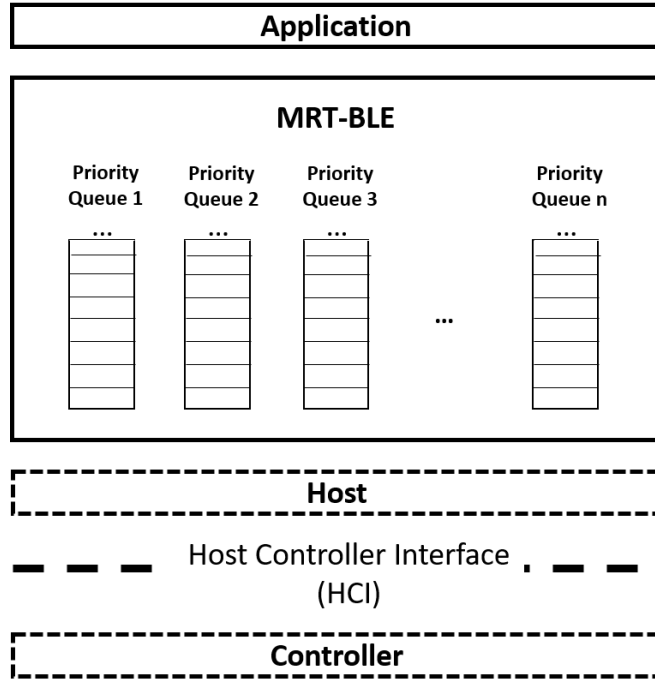 Application
MRT-BLE
Priority Priority Priority Priority
Queue 1 Queue 2 Queue 3 Queue n
... ... ... ...
...
Host
Host Controller Interface
(HCI)
Controller